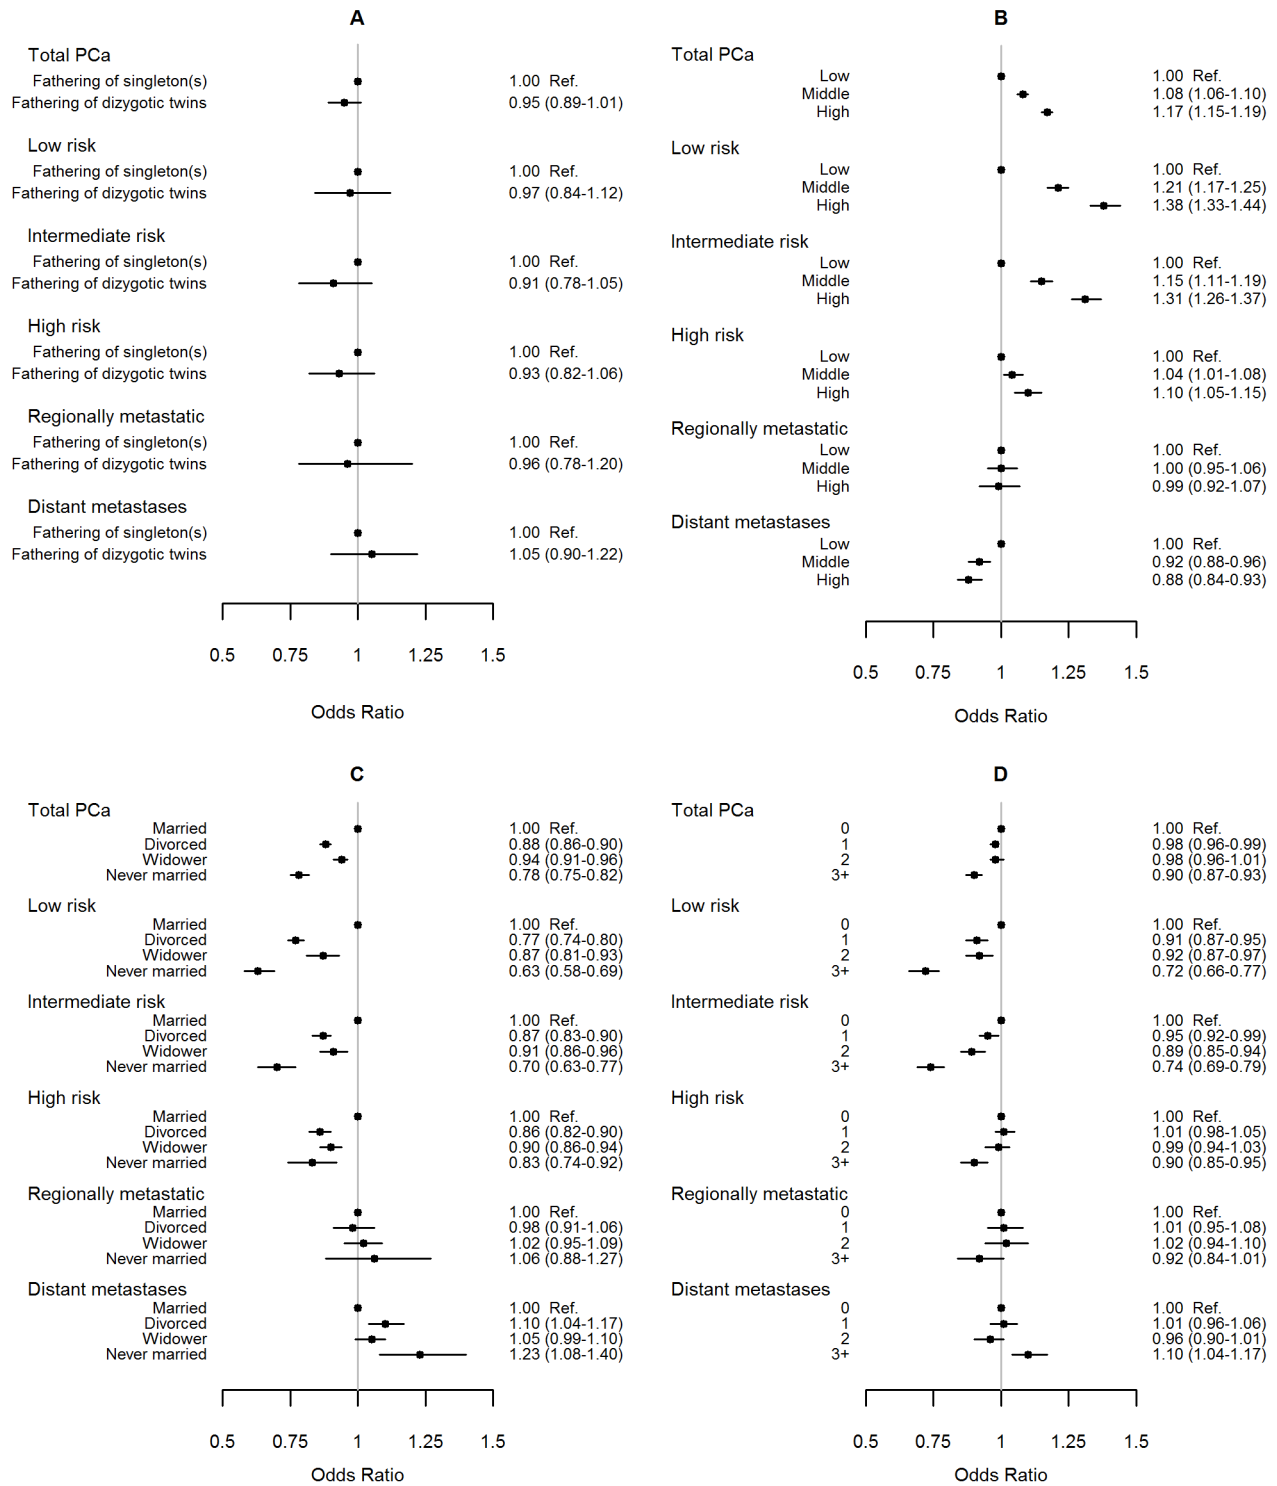 A
Total PCa
Fathering of singleton(s) 1.00 Ref.
Fathering of dizygotic twins 0.95 (0.89-1.01)
Low risk
Fathering of singleton(s) 1.00 Ref.
Fathering of dizygotic twins 0.97 (0.84-1.12)
Intermediate risk
Fathering of singleton(s) 1.00 Ref.
Fathering of dizygotic twins 0.91 (0.78-1.05)
High risk
Fathering of singleton(s) 1.00 Ref.
Fathering of dizygotic twins 0.93 (0.82-1.06)
Regionally metastatic
Fathering of singleton(s) 1.00 Ref.
Fathering of dizygotic twins 0.96 (0.78-1.20)
Distant metastases
Fathering of singleton(s) 1.00 Ref.
Fathering of dizygotic twins 1.05 (0.90-1.22)
0.5 0.75 1 1.25 1.5
Odds Ratio
B
Total PCa
Low 1.00 Ref.
Middle 1.08 (1.06-1.10)
High 1.17 (1.15-1.19)
Low risk
Low 1.00 Ref.
Middle 1.21 (1.17-1.25)
High 1.38 (1.33-1.44)
Intermediate risk
Low 1.00 Ref.
Middle 1.15 (1.11-1.19)
High 1.31 (1.26-1.37)
High risk
Low 1.00 Ref.
Middle 1.04 (1.01-1.08)
High 1.10 (1.05-1.15)
Regionally metastatic
Low 1.00 Ref.
Middle 1.00 (0.95-1.06)
High 0.99 (0.92-1.07)
Distant metastases
Low 1.00 Ref.
Middle 0.92 (0.88-0.96)
High 0.88 (0.84-0.93)
0.5 0.75 1 1.25 1.5
Odds Ratio
C
Total PCa
Married 1.00 Ref.
Divorced 0.88 (0.86-0.90)
Widower 0.94 (0.91-0.96)
Never married 0.78 (0.75-0.82)
Low risk
Married 1.00 Ref.
Divorced 0.77 (0.74-0.80)
Widower 0.87 (0.81-0.93)
Never married 0.63 (0.58-0.69)
Intermediate risk
Married 1.00 Ref.
Divorced 0.87 (0.83-0.90)
Widower 0.91 (0.86-0.96)
Never married 0.70 (0.63-0.77)
High risk
Married 1.00 Ref.
Divorced 0.86 (0.82-0.90)
Widower 0.90 (0.86-0.94)
Never married 0.83 (0.74-0.92)
Regionally metastatic
Married 1.00 Ref.
Divorced 0.98 (0.91-1.06)
Widower 1.02 (0.95-1.09)
Never married 1.06 (0.88-1.27)
Distant metastases
Married 1.00 Ref.
Divorced 1.10 (1.04-1.17)
Widower 1.05 (0.99-1.10)
Never married 1.23 (1.08-1.40)
0.5 0.75 1 1.25 1.5
Odds Ratio
D
Total PCa
0 1.00 Ref.
1 0.98 (0.96-0.99)
2 0.98 (0.96-1.01)
3+ 0.90 (0.87-0.93)
Low risk
0 1.00 Ref.
1 0.91 (0.87-0.95)
2 0.92 (0.87-0.97)
3+ 0.72 (0.66-0.77)
Intermediate risk
0 1.00 Ref.
1 0.95 (0.92-0.99)
2 0.89 (0.85-0.94)
3+ 0.74 (0.69-0.79)
High risk
0 1.00 Ref.
1 1.01 (0.98-1.05)
2 0.99 (0.94-1.03)
3+ 0.90 (0.85-0.95)
Regionally metastatic
0 1.00 Ref.
1 1.01 (0.95-1.08)
2 1.02 (0.94-1.10)
3+ 0.92 (0.84-1.01)
Distant metastases
0 1.00 Ref.
1 1.01 (0.96-1.06)
2 0.96 (0.90-1.01)
3+ 1.10 (1.04-1.17)
0.5 0.75 1 1.25 1.5
Odds Ratio